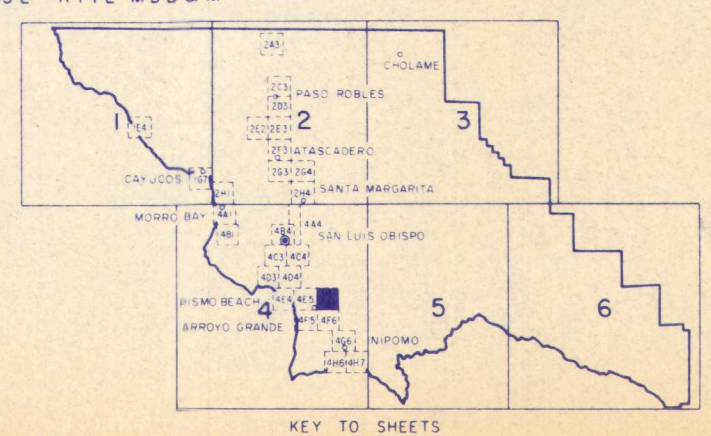 2A3
CHOLAME
2C3
PASO ROBLES
2D3
1
1E4
2E2 2E3
2
3
2F3
ATASCADERO
CAYUCOS
1G7
2G3 2G4
2H1
2H4
SANTA MARGARITA
MORRO BAY
4A1
4A4
4B1
4B4
SAN LUIS OBISPO
4C3 4C4
4D3 4D4
PISMO BEACH
4
4E4 4E5
5
6
ARROYO GRANDE
4F5 4F6
4G6
NIPOMO
4H6 4H7
KEY TO SHEETS